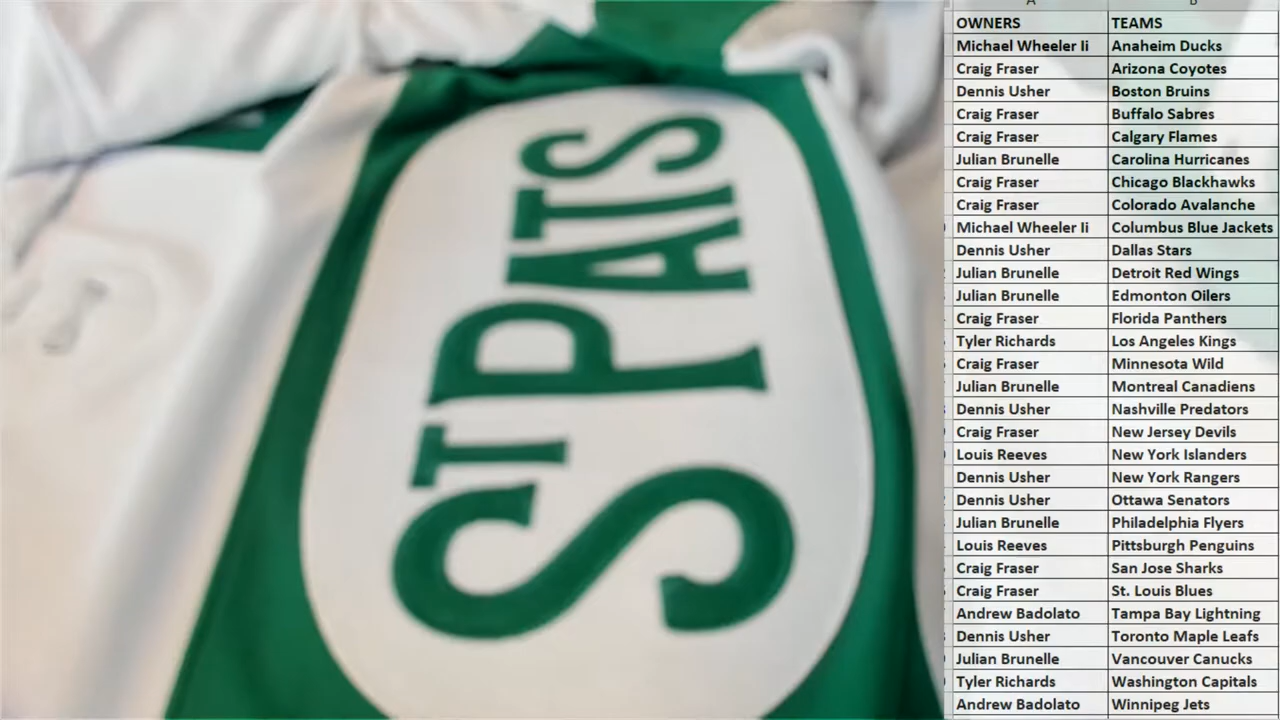 ST PATS
A B
OWNERS TEAMS
Michael Wheeler Ii Anaheim Ducks
Craig Fraser Arizona Coyotes
Dennis Usher Boston Bruins
Craig Fraser Buffalo Sabres
Craig Fraser Calgary Flames
Julian Brunelle Carolina Hurricanes
Craig Fraser Chicago Blackhawks
Craig Fraser Colorado Avalanche
Michael Wheeler Ii Columbus Blue Jackets
Dennis Usher Dallas Stars
Julian Brunelle Detroit Red Wings
Julian Brunelle Edmonton Oilers
Craig Fraser Florida Panthers
Tyler Richards Los Angeles Kings
Craig Fraser Minnesota Wild
Julian Brunelle Montreal Canadiens
Dennis Usher Nashville Predators
Craig Fraser New Jersey Devils
Louis Reeves New York Islanders
Dennis Usher New York Rangers
Dennis Usher Ottawa Senators
Julian Brunelle Philadelphia Flyers
Louis Reeves Pittsburgh Penguins
Craig Fraser San Jose Sharks
Craig Fraser St. Louis Blues
Andrew Badolato Tampa Bay Lightning
Dennis Usher Toronto Maple Leafs
Julian Brunelle Vancouver Canucks
Tyler Richards Washington Capitals
Andrew Badolato Winnipeg Jets